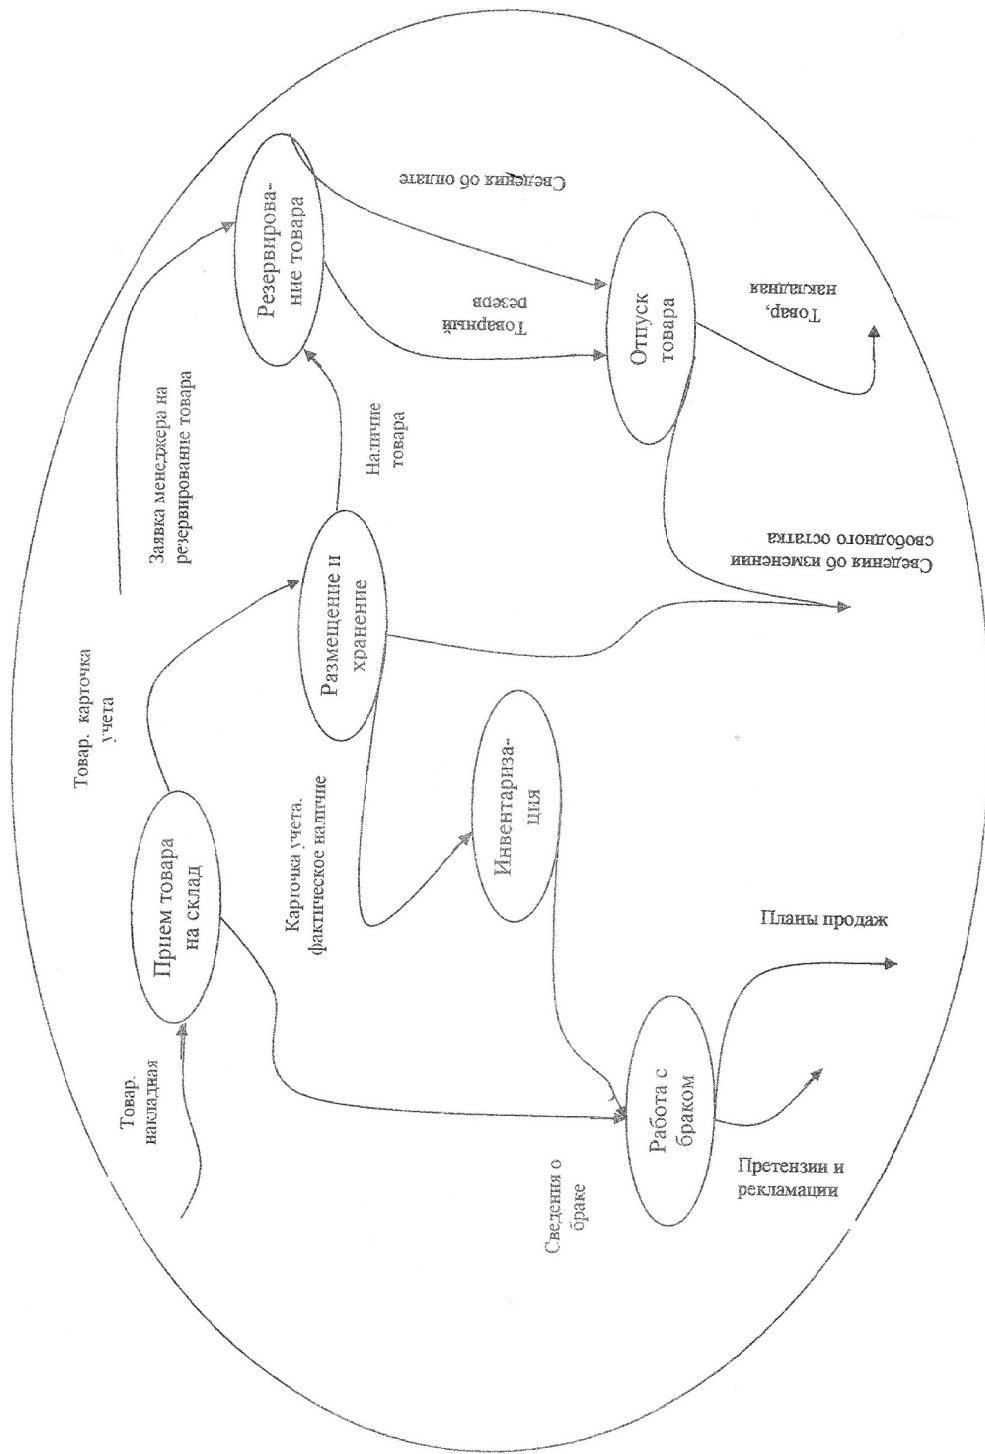 Товар.
накладная
Прием товара
на склад
Товар. карточка
учета
Заявка менеджера на
резервирование товара
Размещение и
хранение
Наличие
товара
Резервирова-
ние товара
Карточка учета.
фактическое наличие
Инвентариза-
ция
Товарный
резерв
Сведения об оплате
Отпуск
товара
Сведения о
браке
Работа с
браком
Претензии и
рекламации
Планы продаж
Сведения об изменении
свободного остатка
Товар,
накладная